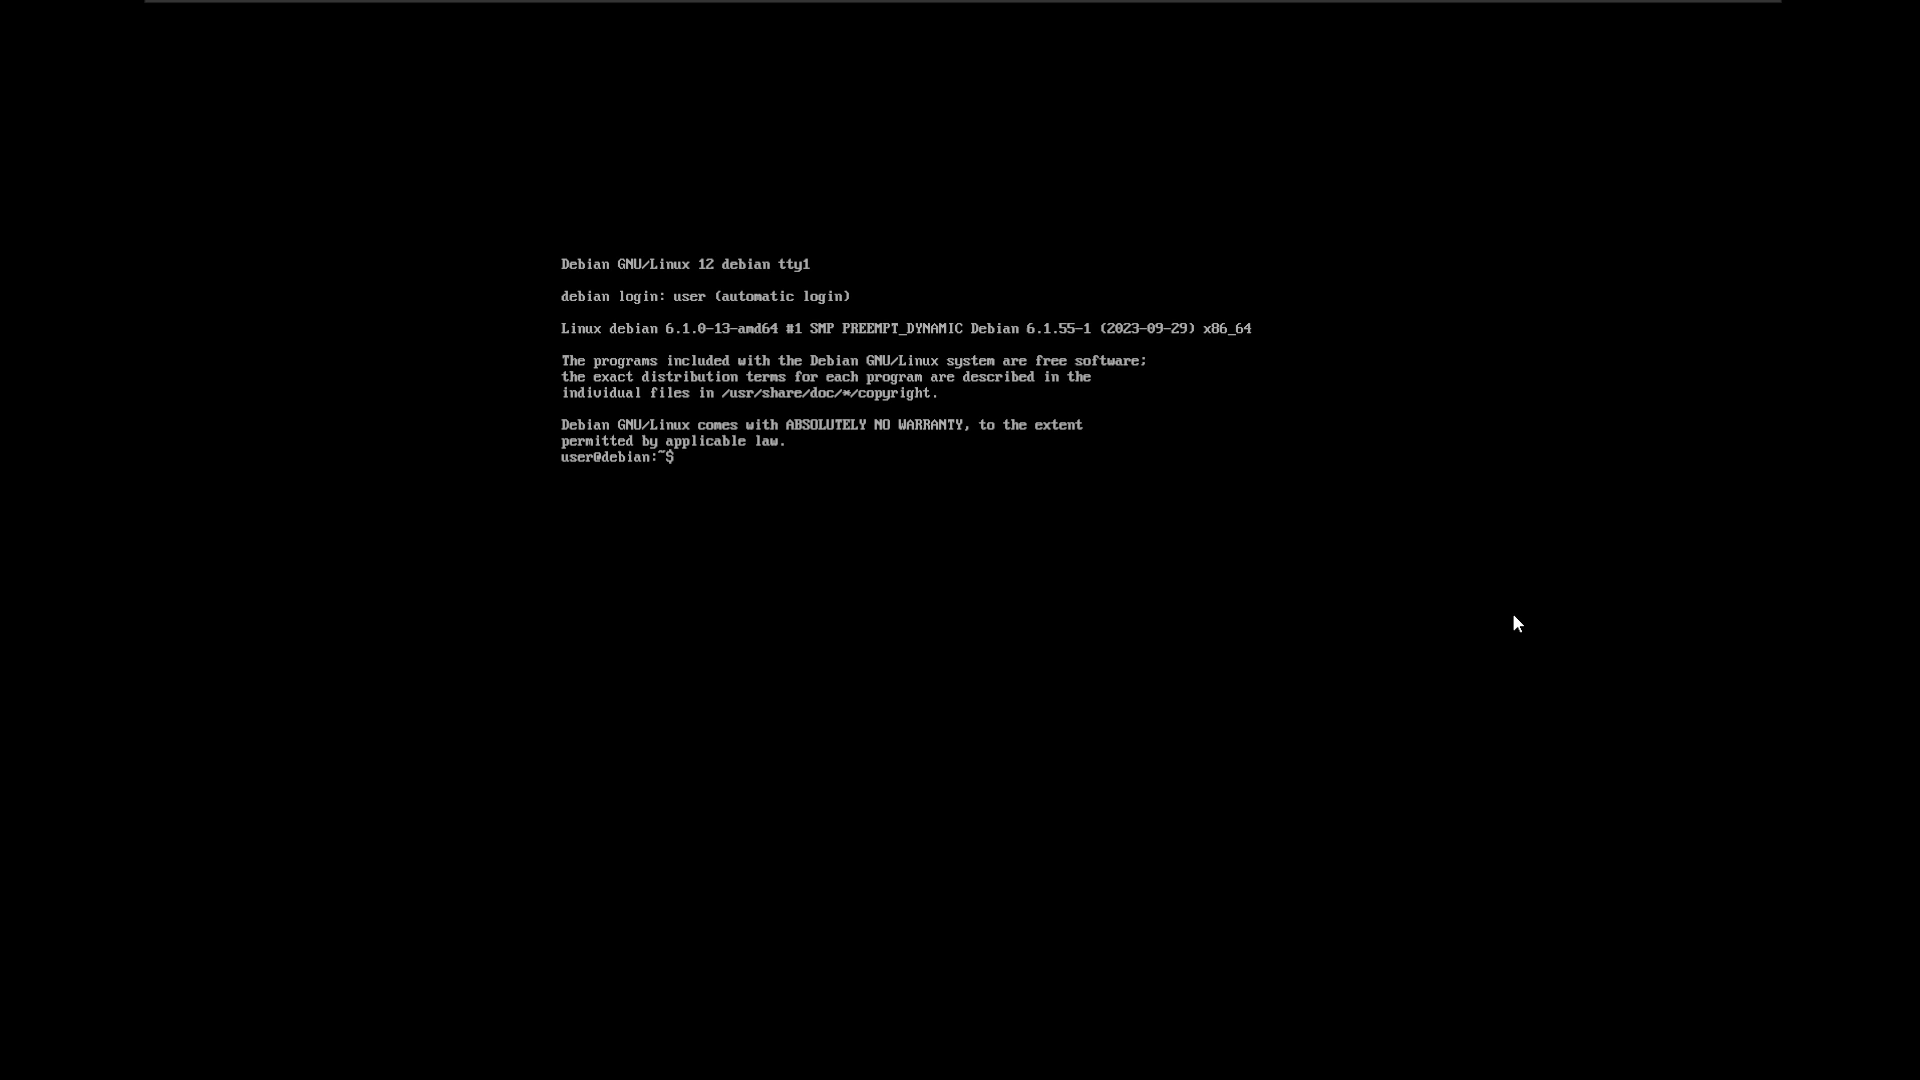 Debian GNU/Linux 12 debian tty1
debian login: user (automatic login)
Linux debian 6.1.0-13-amd64 #1 SMP PREEMPT_DYNAMIC Debian 6.1.55-1 (2023-09-29) x86_64
The programs included with the Debian GNU/Linux system are free software;
the exact distribution terms for each program are described in the
individual files in /usr/share/doc/*/copyright.
Debian GNU/Linux comes with ABSOLUTELY NO WARRANTY, to the extent
permitted by applicable law.
user@debian:~$